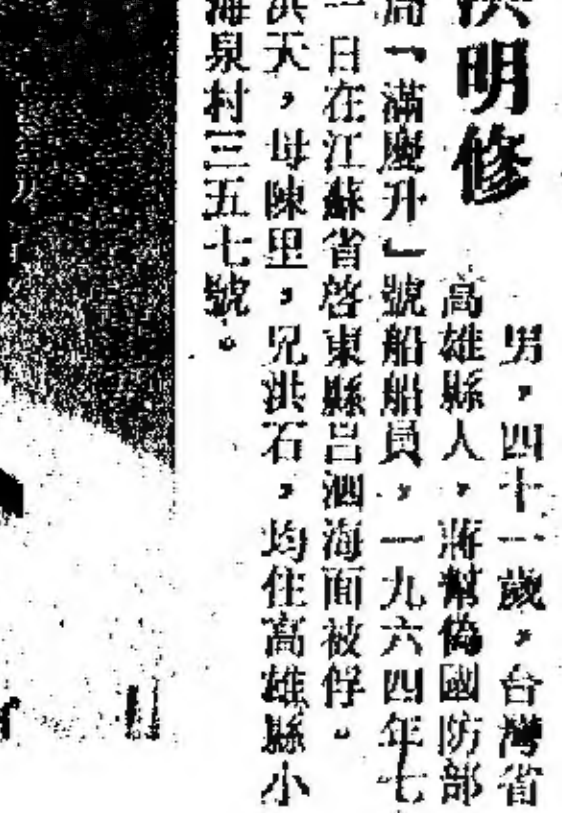 洪明修
男，四十一歲，台灣省
高雄縣人，蔣幫偽國防部
局「滿慶升」號船船員，一九六四年七
一日在江蘇省啓東縣呂泗海面被俘。
洪天，母陳里，兄洪石，均住高雄縣小
海泉村三五七號。